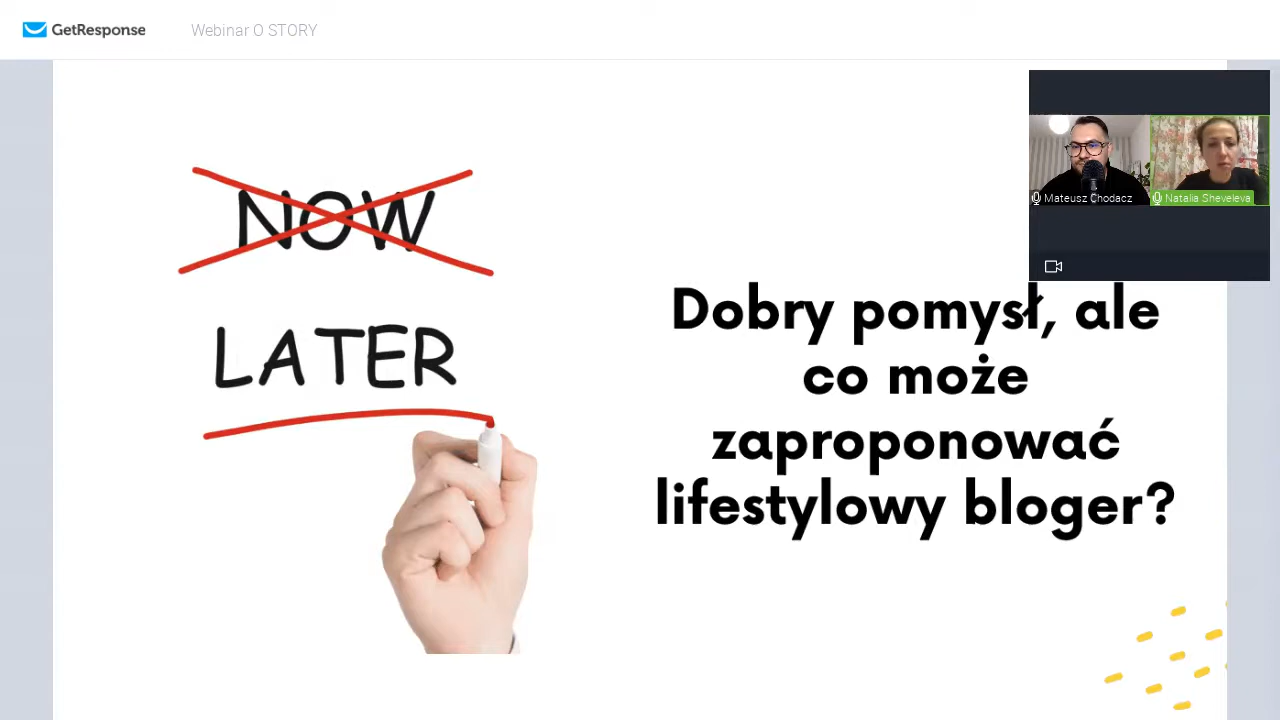 GetResponse
Webinar O STORY
Mateusz Chodacz
Natalia Sheveleva
NOW
LATER
Dobry pomysł, ale
co może
zaproponować
lifestylowy bloger?